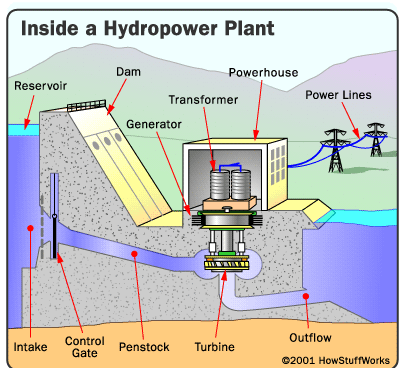 Inside a Hydropower Plant
Dam
Powerhouse
Reservoir
Transformer
Power Lines
Generator
Intake
Control
Gate
Penstock
Turbine
Outflow
©2001 HowStuffWorks